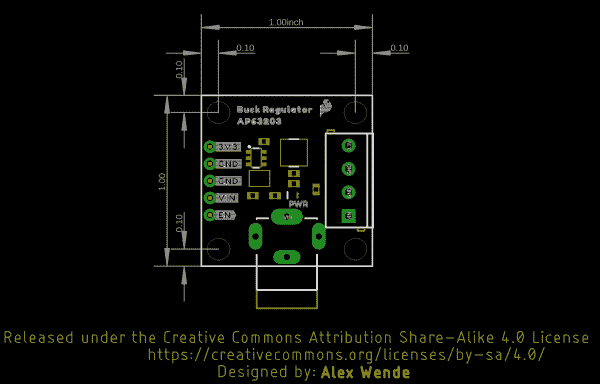 1.00inch
0.10
0.10
0.10
Buck Regulator
AP63203
3V3
GND
GND
VIN
EN
1.00
0.10
PWR
Released under the Creative Commons Attribution Share-Alike 4.0 License
https://creativecommons.org/licenses/by-sa/4.0/
Designed by: Alex Wende